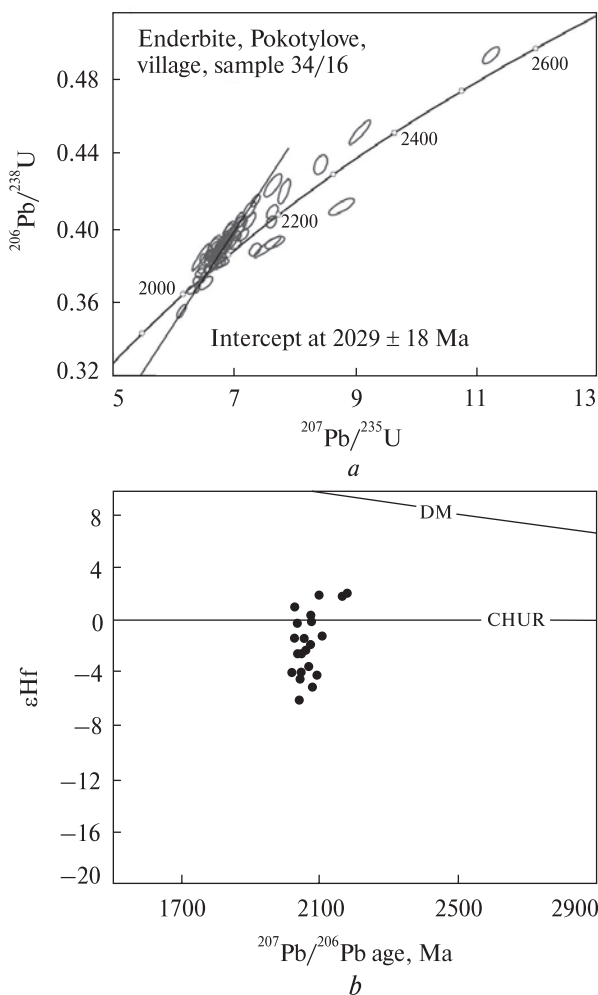 Enderbite, Pokotylove,
village, sample 34/16
0.48
0.44
0.40
0.36
0.32
206Pb/238U
2600
2400
2200
2000
Intercept at 2029 ± 18 Ma
5 7 9 11 13
207Pb/235U
a
8
4
0
−4
−8
−12
−16
−20
εHf
DM
CHUR
1700 2100 2500 2900
207Pb/206Pb age, Ma
b